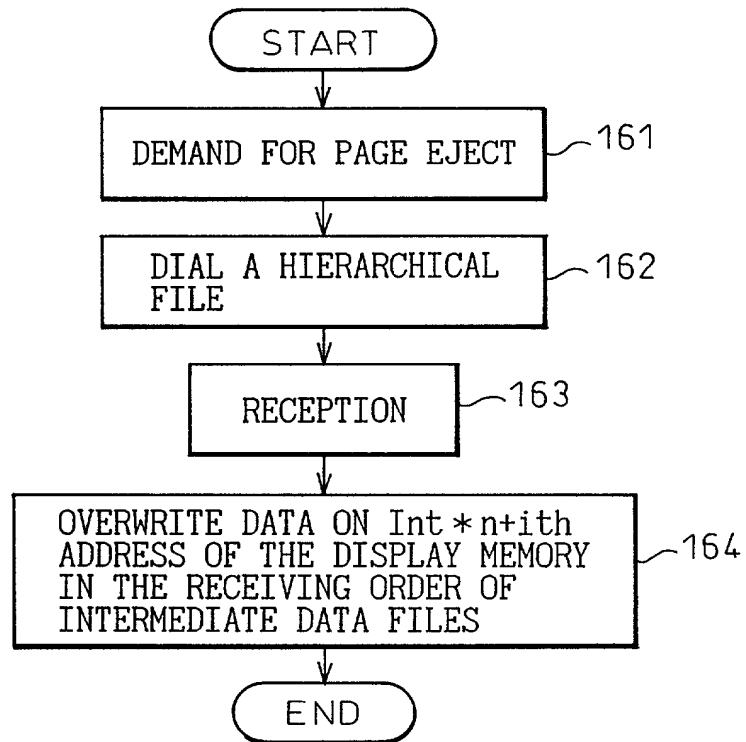 START
DEMAND FOR PAGE EJECT
161
DIAL A HIERARCHICAL
FILE
162
RECEPTION
163
OVERWRITE DATA ON Int * n+ith
ADDRESS OF THE DISPLAY MEMORY
IN THE RECEIVING ORDER OF
INTERMEDIATE DATA FILES
164
END